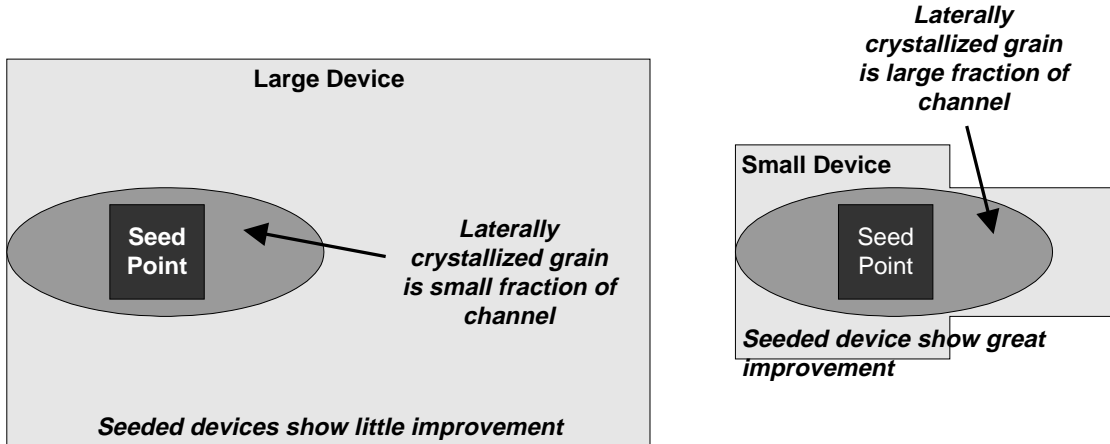 Large Device
Seed
Point
Laterally
crystallized grain
is small fraction of
channel
Seeded devices show little improvement
Laterally
crystallized grain
is large fraction of
channel
Small Device
Seed
Point
Seeded device show great
improvement